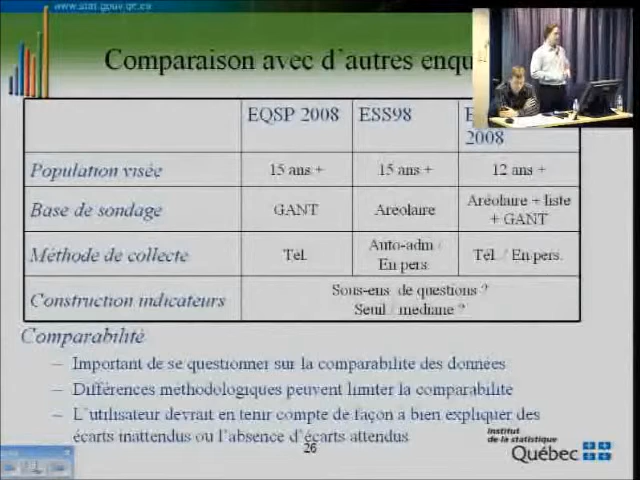 www.stat.gouv.qc.ca
Comparaison avec d'autres enqu
EQSP 2008 ESS98 E
2008
Population visée 15 ans + 15 ans + 12 ans +
Base de sondage GANT Aréolaire Aréolaire + liste
+ GANT
Méthode de collecte Tél. Auto-adm /
En pers. Tél. / En pers.
Construction indicateurs Sous-ens. de questions ?
Seuil / médiane ?
Comparabilité
– Important de se questionner sur la comparabilité des données
– Différences méthodologiques peuvent limiter la comparabilité
– L'utilisateur devrait en tenir compte de façon à bien expliquer des
écarts inattendus ou l'absence d'écarts attendus
26
Institut
de la statistique
Québec